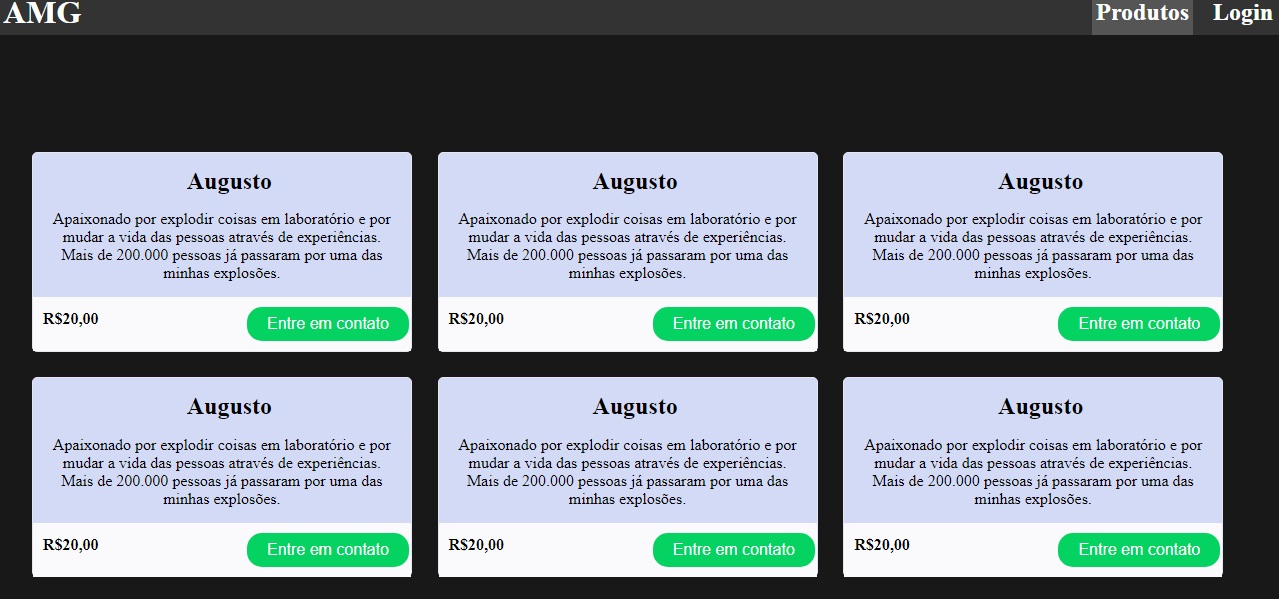 AMG Produtos Login
Augusto Augusto Augusto
Apaixonado por explodir coisas em laboratório e por
mudar a vida das pessoas através de experiências.
Mais de 200.000 pessoas já passaram por uma das
minhas explosões.
Apaixonado por explodir coisas em laboratório e por
mudar a vida das pessoas através de experiências.
Mais de 200.000 pessoas já passaram por uma das
minhas explosões.
Apaixonado por explodir coisas em laboratório e por
mudar a vida das pessoas através de experiências.
Mais de 200.000 pessoas já passaram por uma das
minhas explosões.
R$20,00 Entre em contato R$20,00 Entre em contato R$20,00 Entre em contato
Augusto Augusto Augusto
Apaixonado por explodir coisas em laboratório e por
mudar a vida das pessoas através de experiências.
Mais de 200.000 pessoas já passaram por uma das
minhas explosões.
Apaixonado por explodir coisas em laboratório e por
mudar a vida das pessoas através de experiências.
Mais de 200.000 pessoas já passaram por uma das
minhas explosões.
Apaixonado por explodir coisas em laboratório e por
mudar a vida das pessoas através de experiências.
Mais de 200.000 pessoas já passaram por uma das
minhas explosões.
R$20,00 Entre em contato R$20,00 Entre em contato R$20,00 Entre em contato